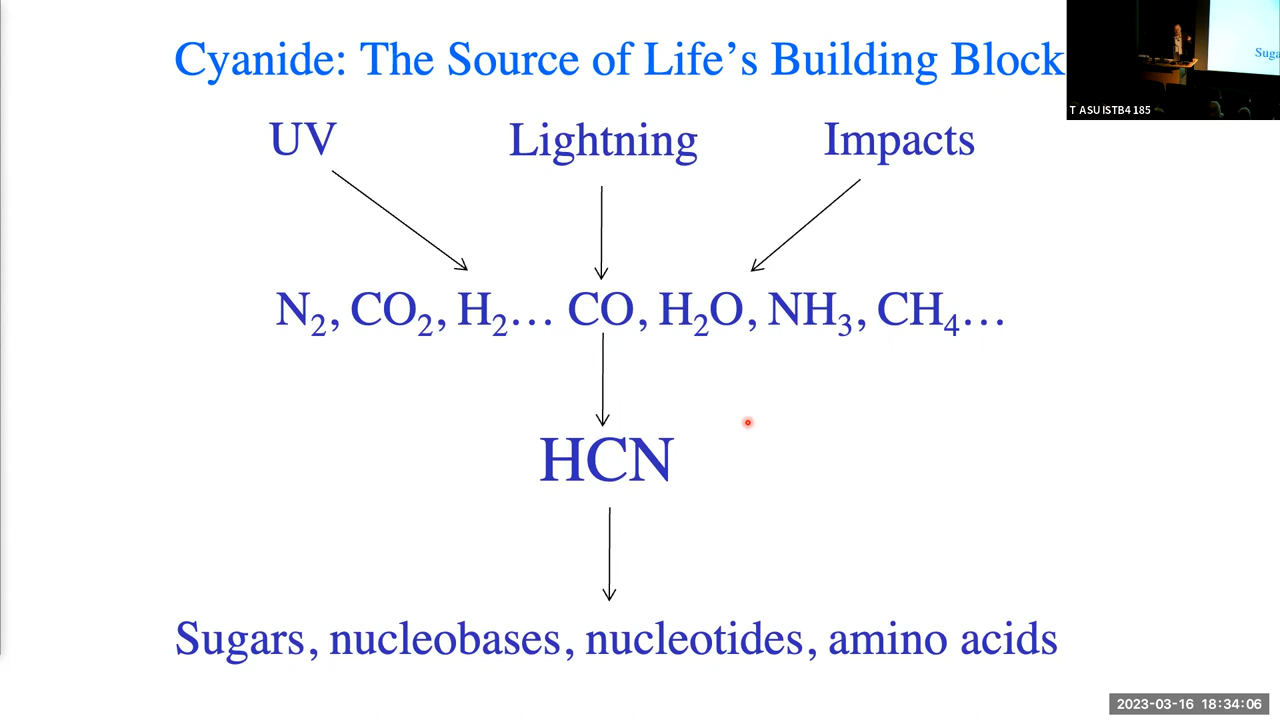 Cyanide: The Source of Life’s Building Block
T ASU ISTB4 185
UV Lightning Impacts
N₂, CO₂, H₂… CO, H₂O, NH₃, CH₄…
HCN
Sugars, nucleobases, nucleotides, amino acids
2023-03-16 18:34:06